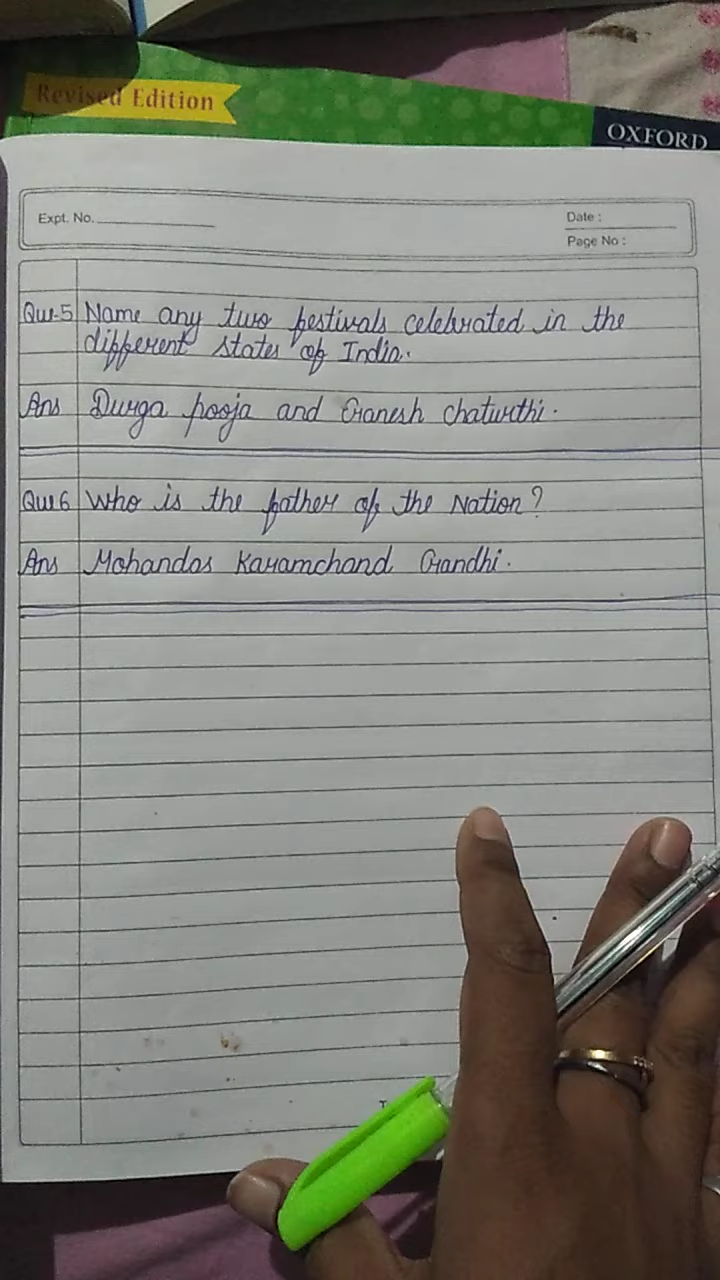 Revised Edition
OXFORD
Expt. No.
Date :
Page No :
Que-5 Name any two festivals celebrated in the
different states of India.
Ans Durga pooja and Ganesh chaturthi.
Que 6 Who is the father of the Nation?
Ans Mohandas Karamchand Gandhi.